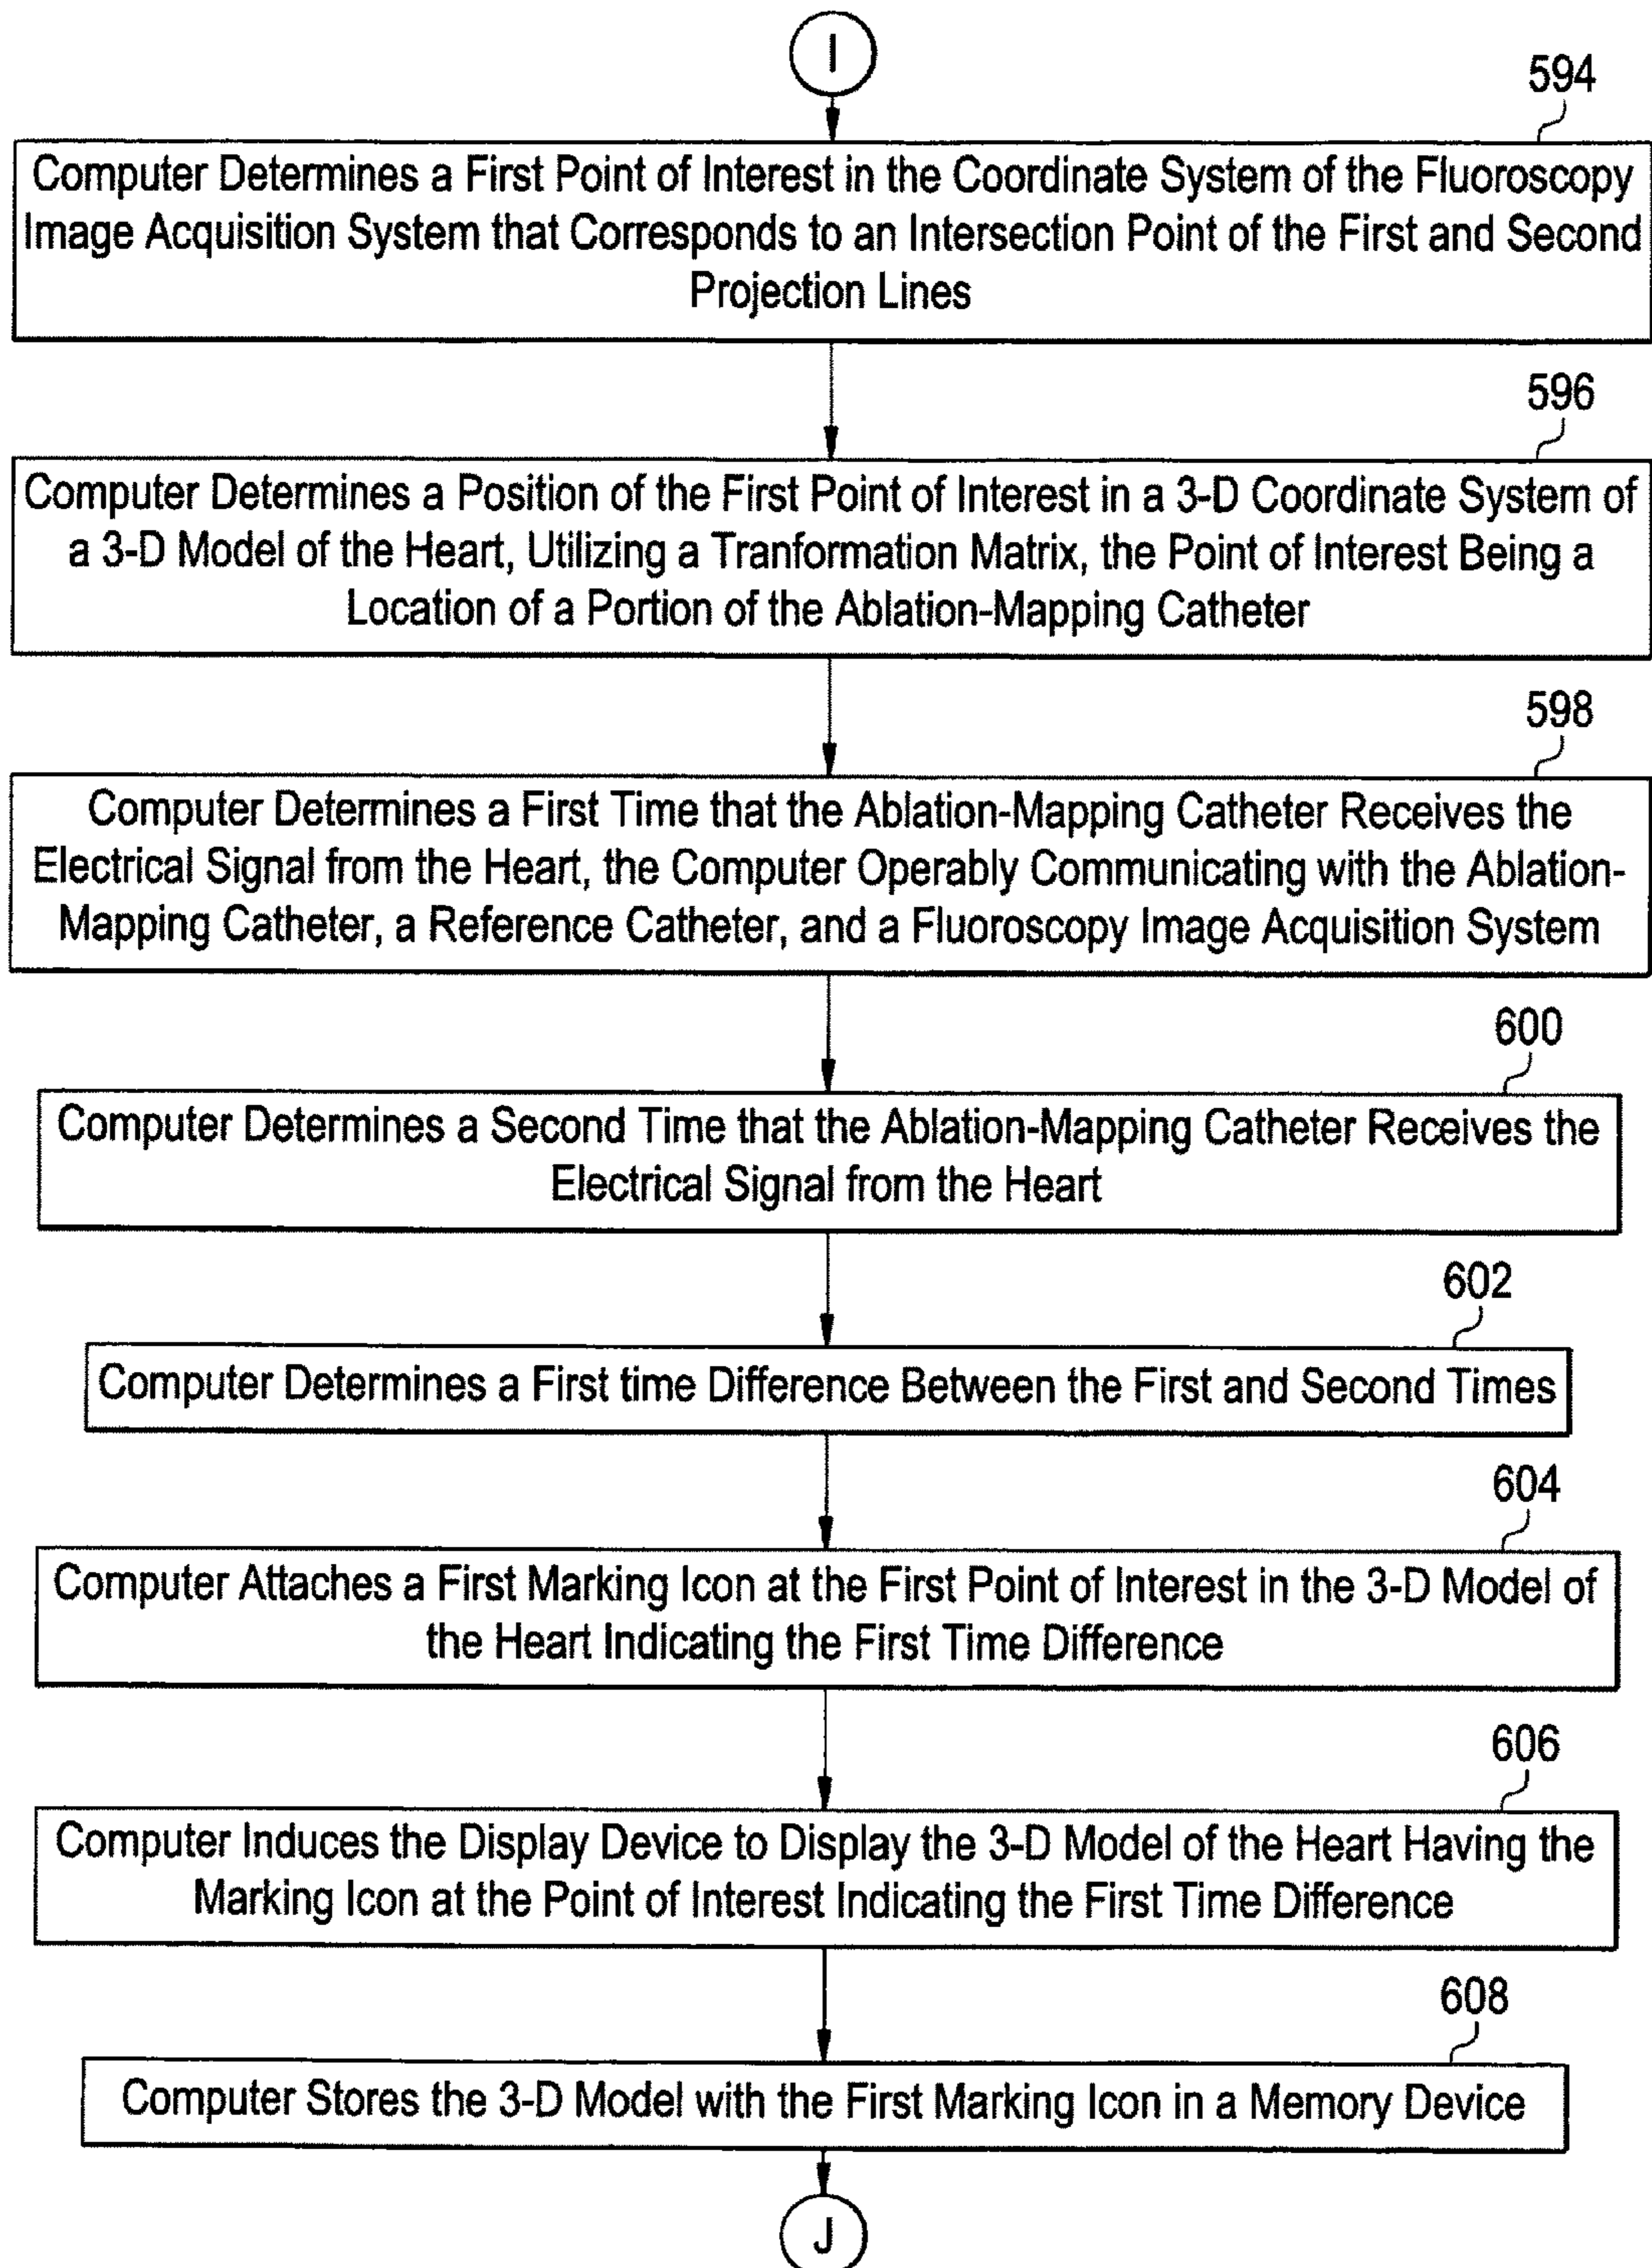 I
594
Computer Determines a First Point of Interest in the Coordinate System of the Fluoroscopy
Image Acquisition System that Corresponds to an Intersection Point of the First and Second
Projection Lines
596
Computer Determines a Position of the First Point of Interest in a 3-D Coordinate System of
a 3-D Model of the Heart, Utilizing a Tranformation Matrix, the Point of Interest Being a
Location of a Portion of the Ablation-Mapping Catheter
598
Computer Determines a First Time that the Ablation-Mapping Catheter Receives the
Electrical Signal from the Heart, the Computer Operably Communicating with the Ablation-
Mapping Catheter, a Reference Catheter, and a Fluoroscopy Image Acquisition System
600
Computer Determines a Second Time that the Ablation-Mapping Catheter Receives the
Electrical Signal from the Heart
602
Computer Determines a First time Difference Between the First and Second Times
604
Computer Attaches a First Marking Icon at the First Point of Interest in the 3-D Model of
the Heart Indicating the First Time Difference
606
Computer Induces the Display Device to Display the 3-D Model of the Heart Having the
Marking Icon at the Point of Interest Indicating the First Time Difference
608
Computer Stores the 3-D Model with the First Marking Icon in a Memory Device
J